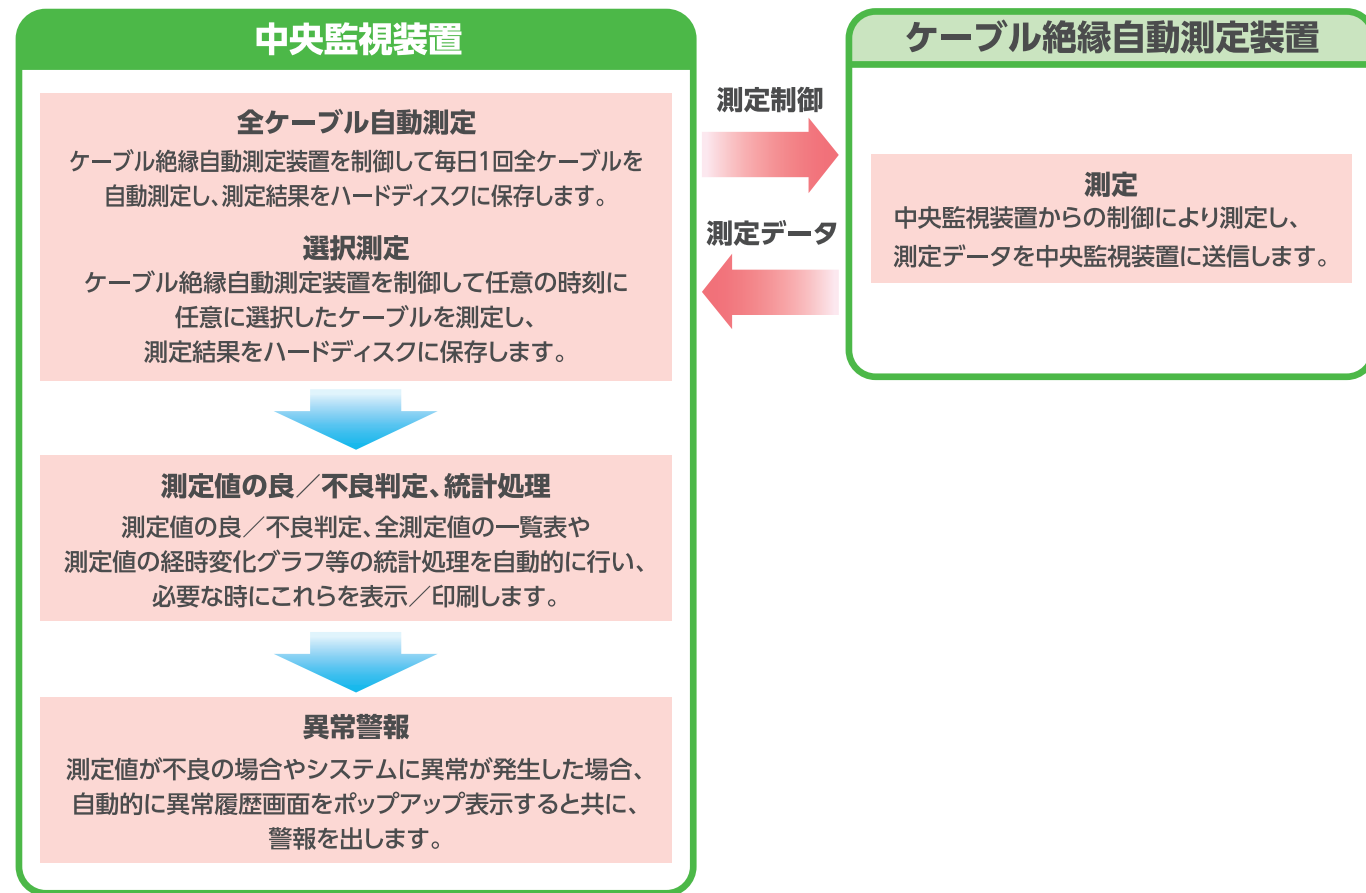 中央監視装置
全ケーブル自動測定
ケーブル絶縁自動測定装置を制御して毎日1回全ケーブルを
自動測定し、測定結果をハードディスクに保存します。
選択測定
ケーブル絶縁自動測定装置を制御して任意の時刻に
任意に選択したケーブルを測定し、
測定結果をハードディスクに保存します。
測定値の良／不良判定、統計処理
測定値の良／不良判定、全測定値の一覧表や
測定値の経時変化グラフ等の統計処理を自動的に行い、
必要な時にこれらを表示／印刷します。
異常警報
測定値が不良の場合やシステムに異常が発生した場合、
自動的に異常履歴画面をポップアップ表示すると共に、
警報を出します。
測定制御
測定データ
ケーブル絶縁自動測定装置
測定
中央監視装置からの制御により測定し、
測定データを中央監視装置に送信します。